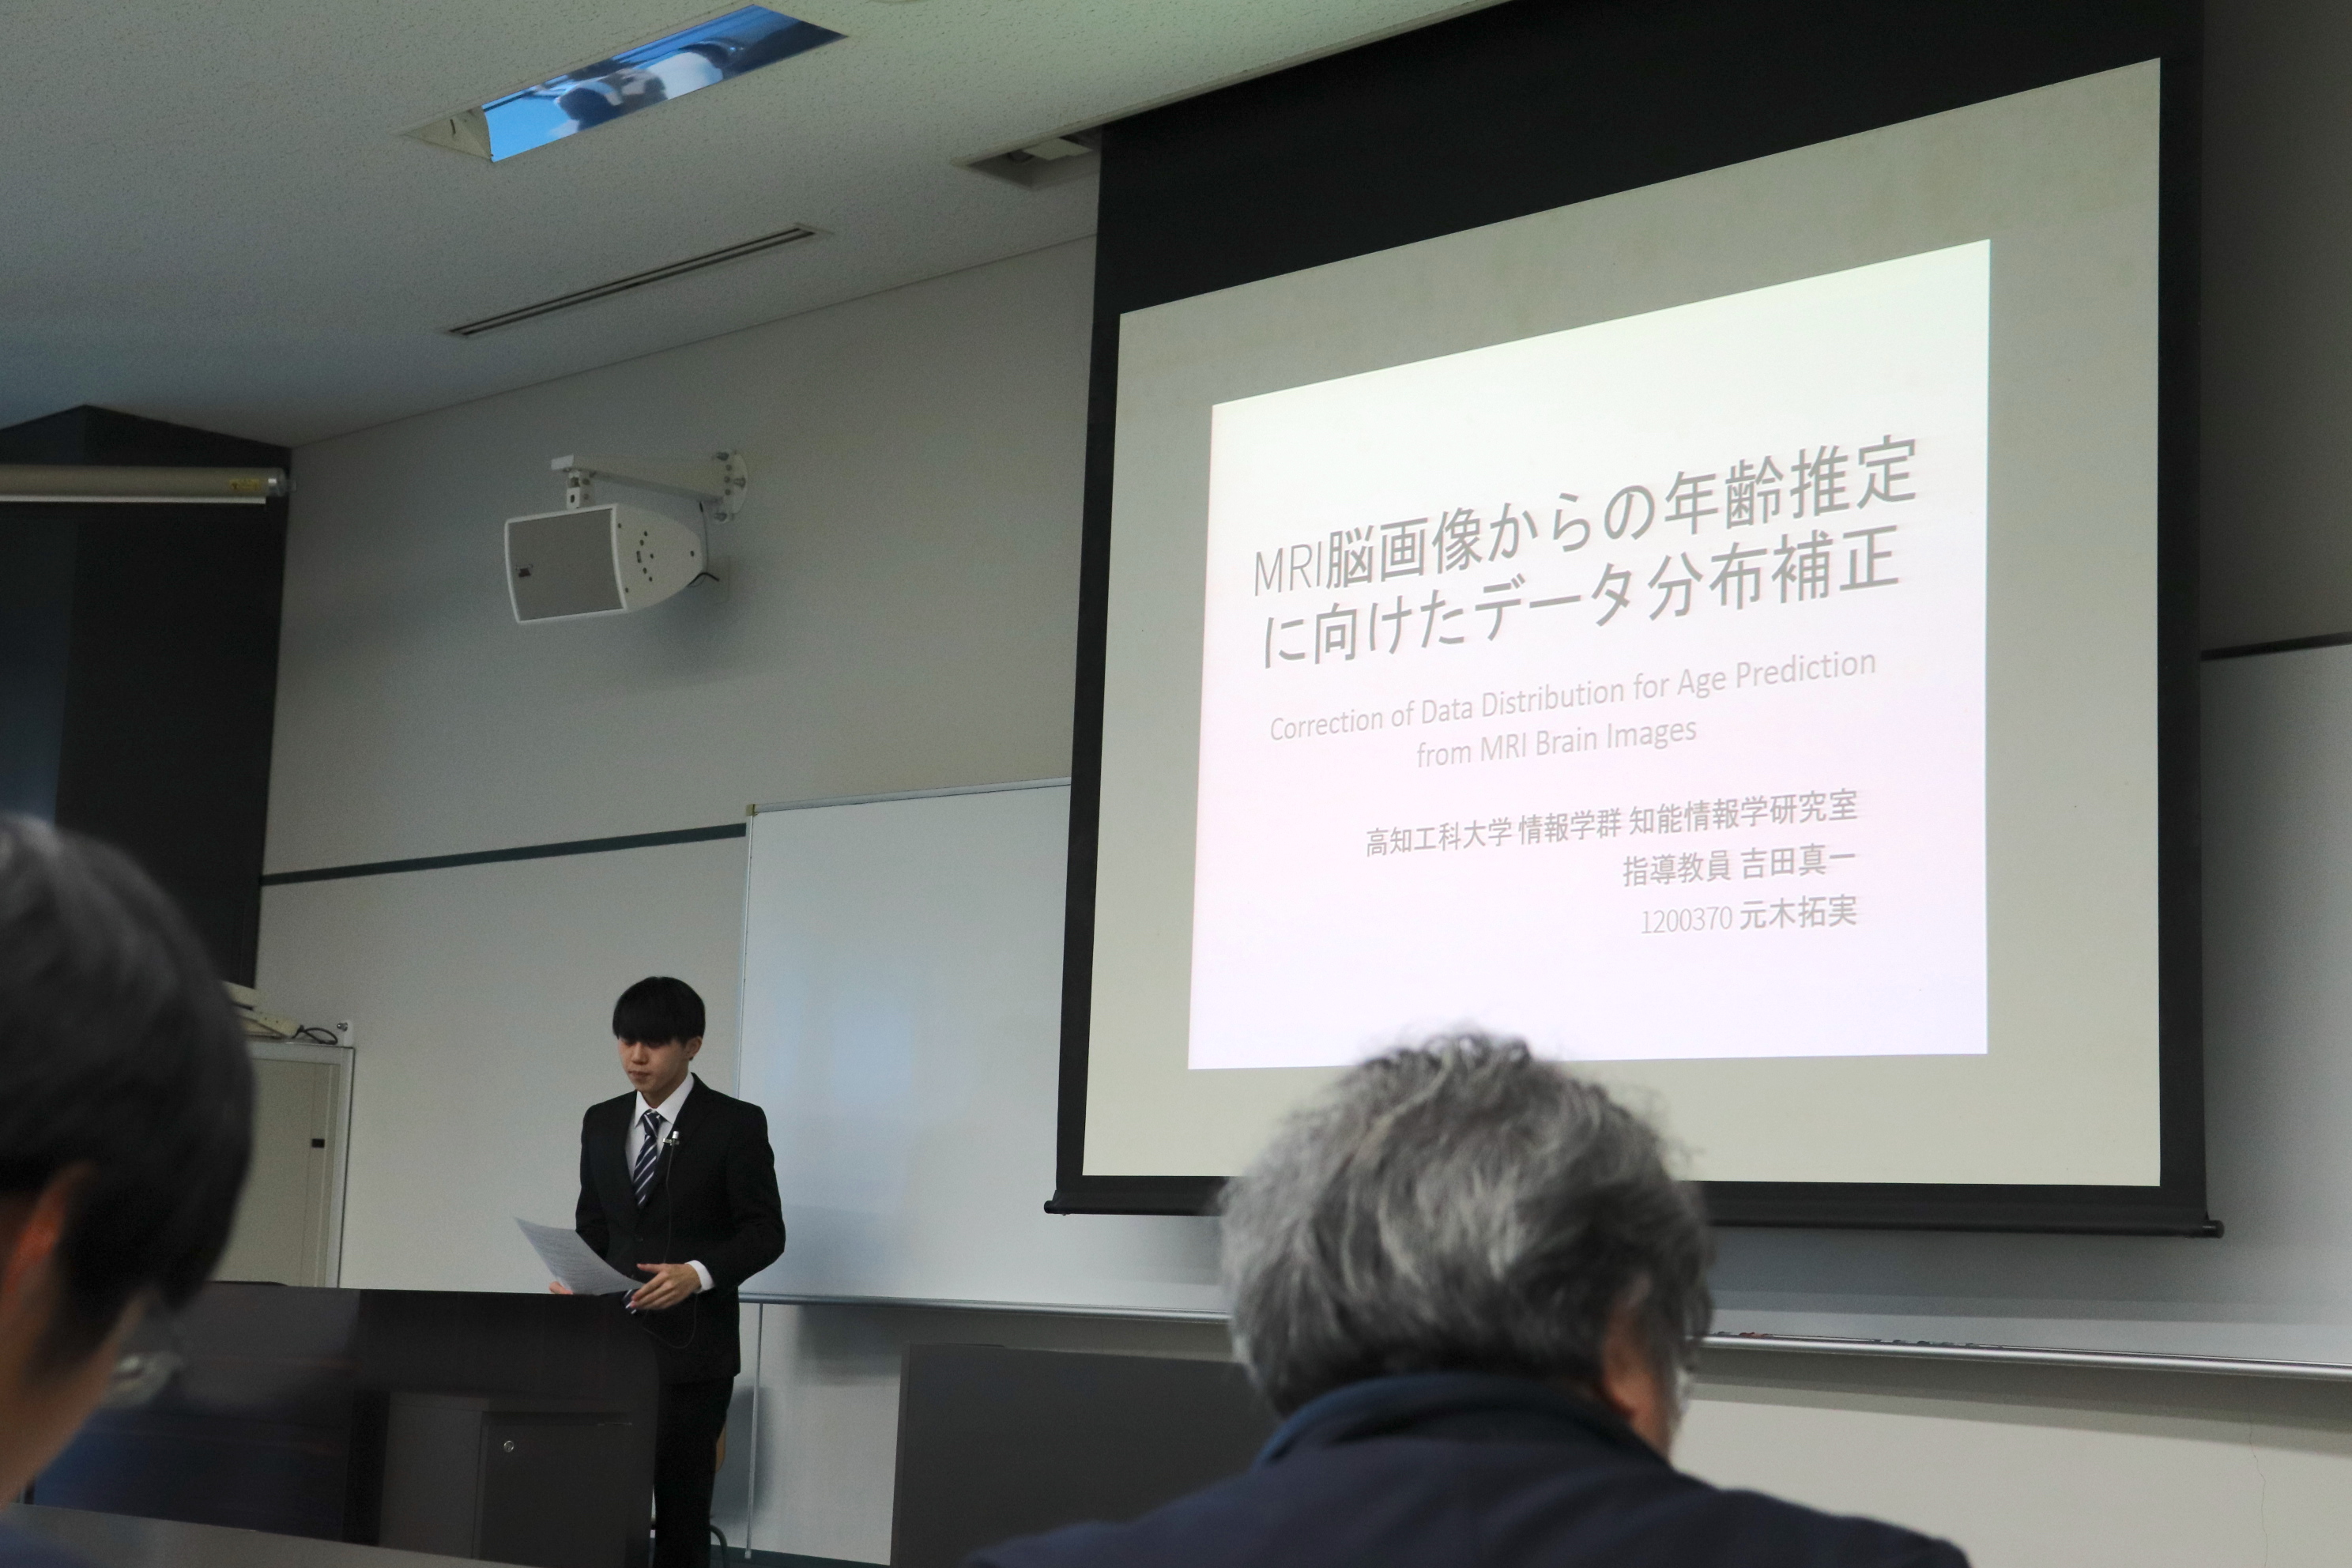 MRI脳画像からの年齢推定
に向けたデータ分布補正
Correction of Data Distribution for Age Prediction
from MRI Brain Images
高知工科大学 情報学群 知能情報学研究室
指導教員 吉田真一
1200370 元木拓実